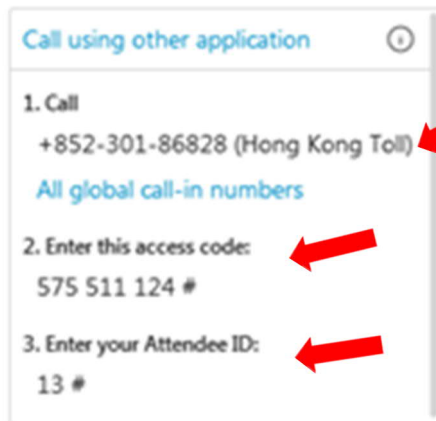 Call using other application
1. Call
+852-301-86828 (Hong Kong Toll)
All global call-in numbers
2. Enter this access code:
575 511 124 #
3. Enter your Attendee ID:
13 #